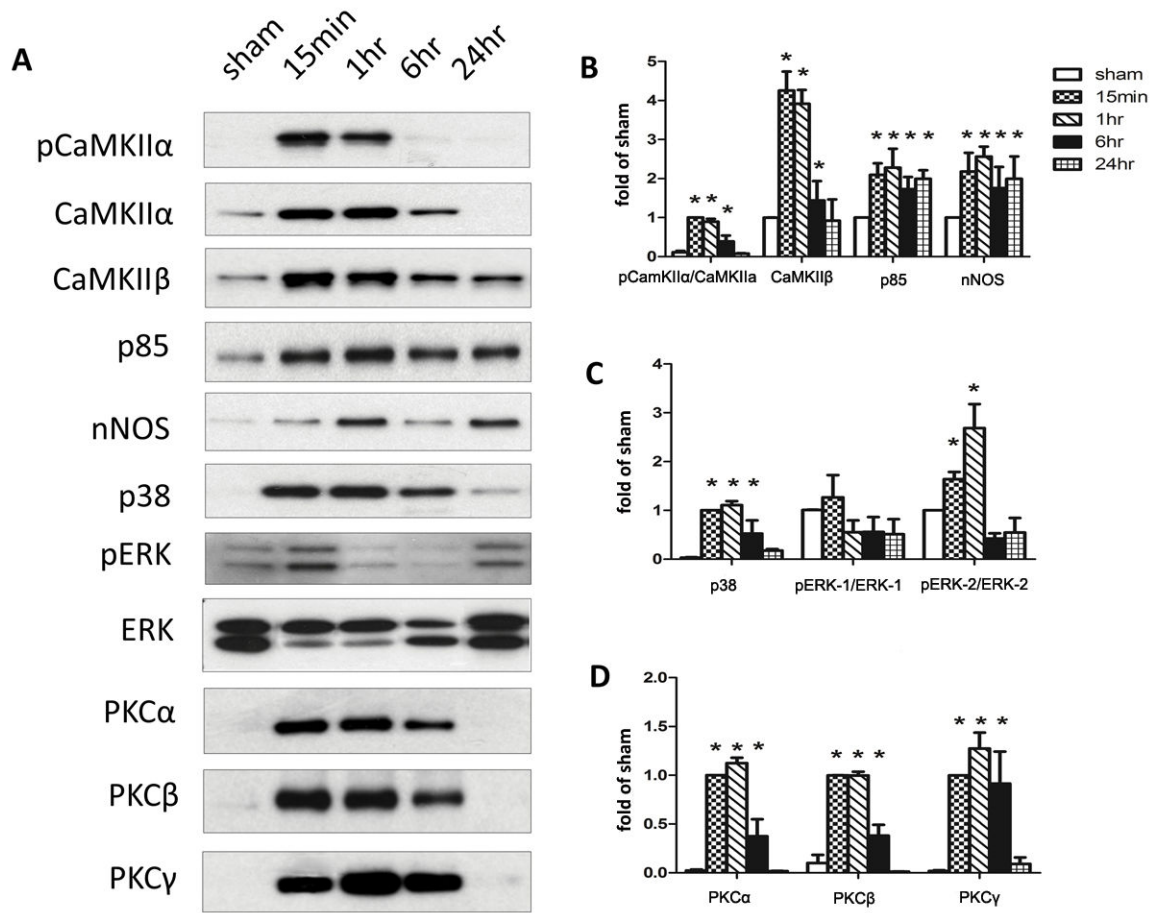 A
sham 15min 1hr 6hr 24hr
pCaMKIIα
CaMKIIα
CaMKIIβ
p85
nNOS
p38
pERK
ERK
PKCα
PKCβ
PKCγ
B
fold of sham
5
4
3
2
1
0
* * *
* * *
* * * *
* * * *
pCamKIIα/CaMKIIa CaMKIIβ p85 nNOS
sham
15min
1hr
6hr
24hr
C
fold of sham
4
3
2
1
0
* * *
* *
p38 pERK-1/ERK-1 pERK-2/ERK-2
D
fold of sham
2.0
1.5
1.0
0.5
0.0
* * *
* * *
* * *
PKCα PKCβ PKCγ